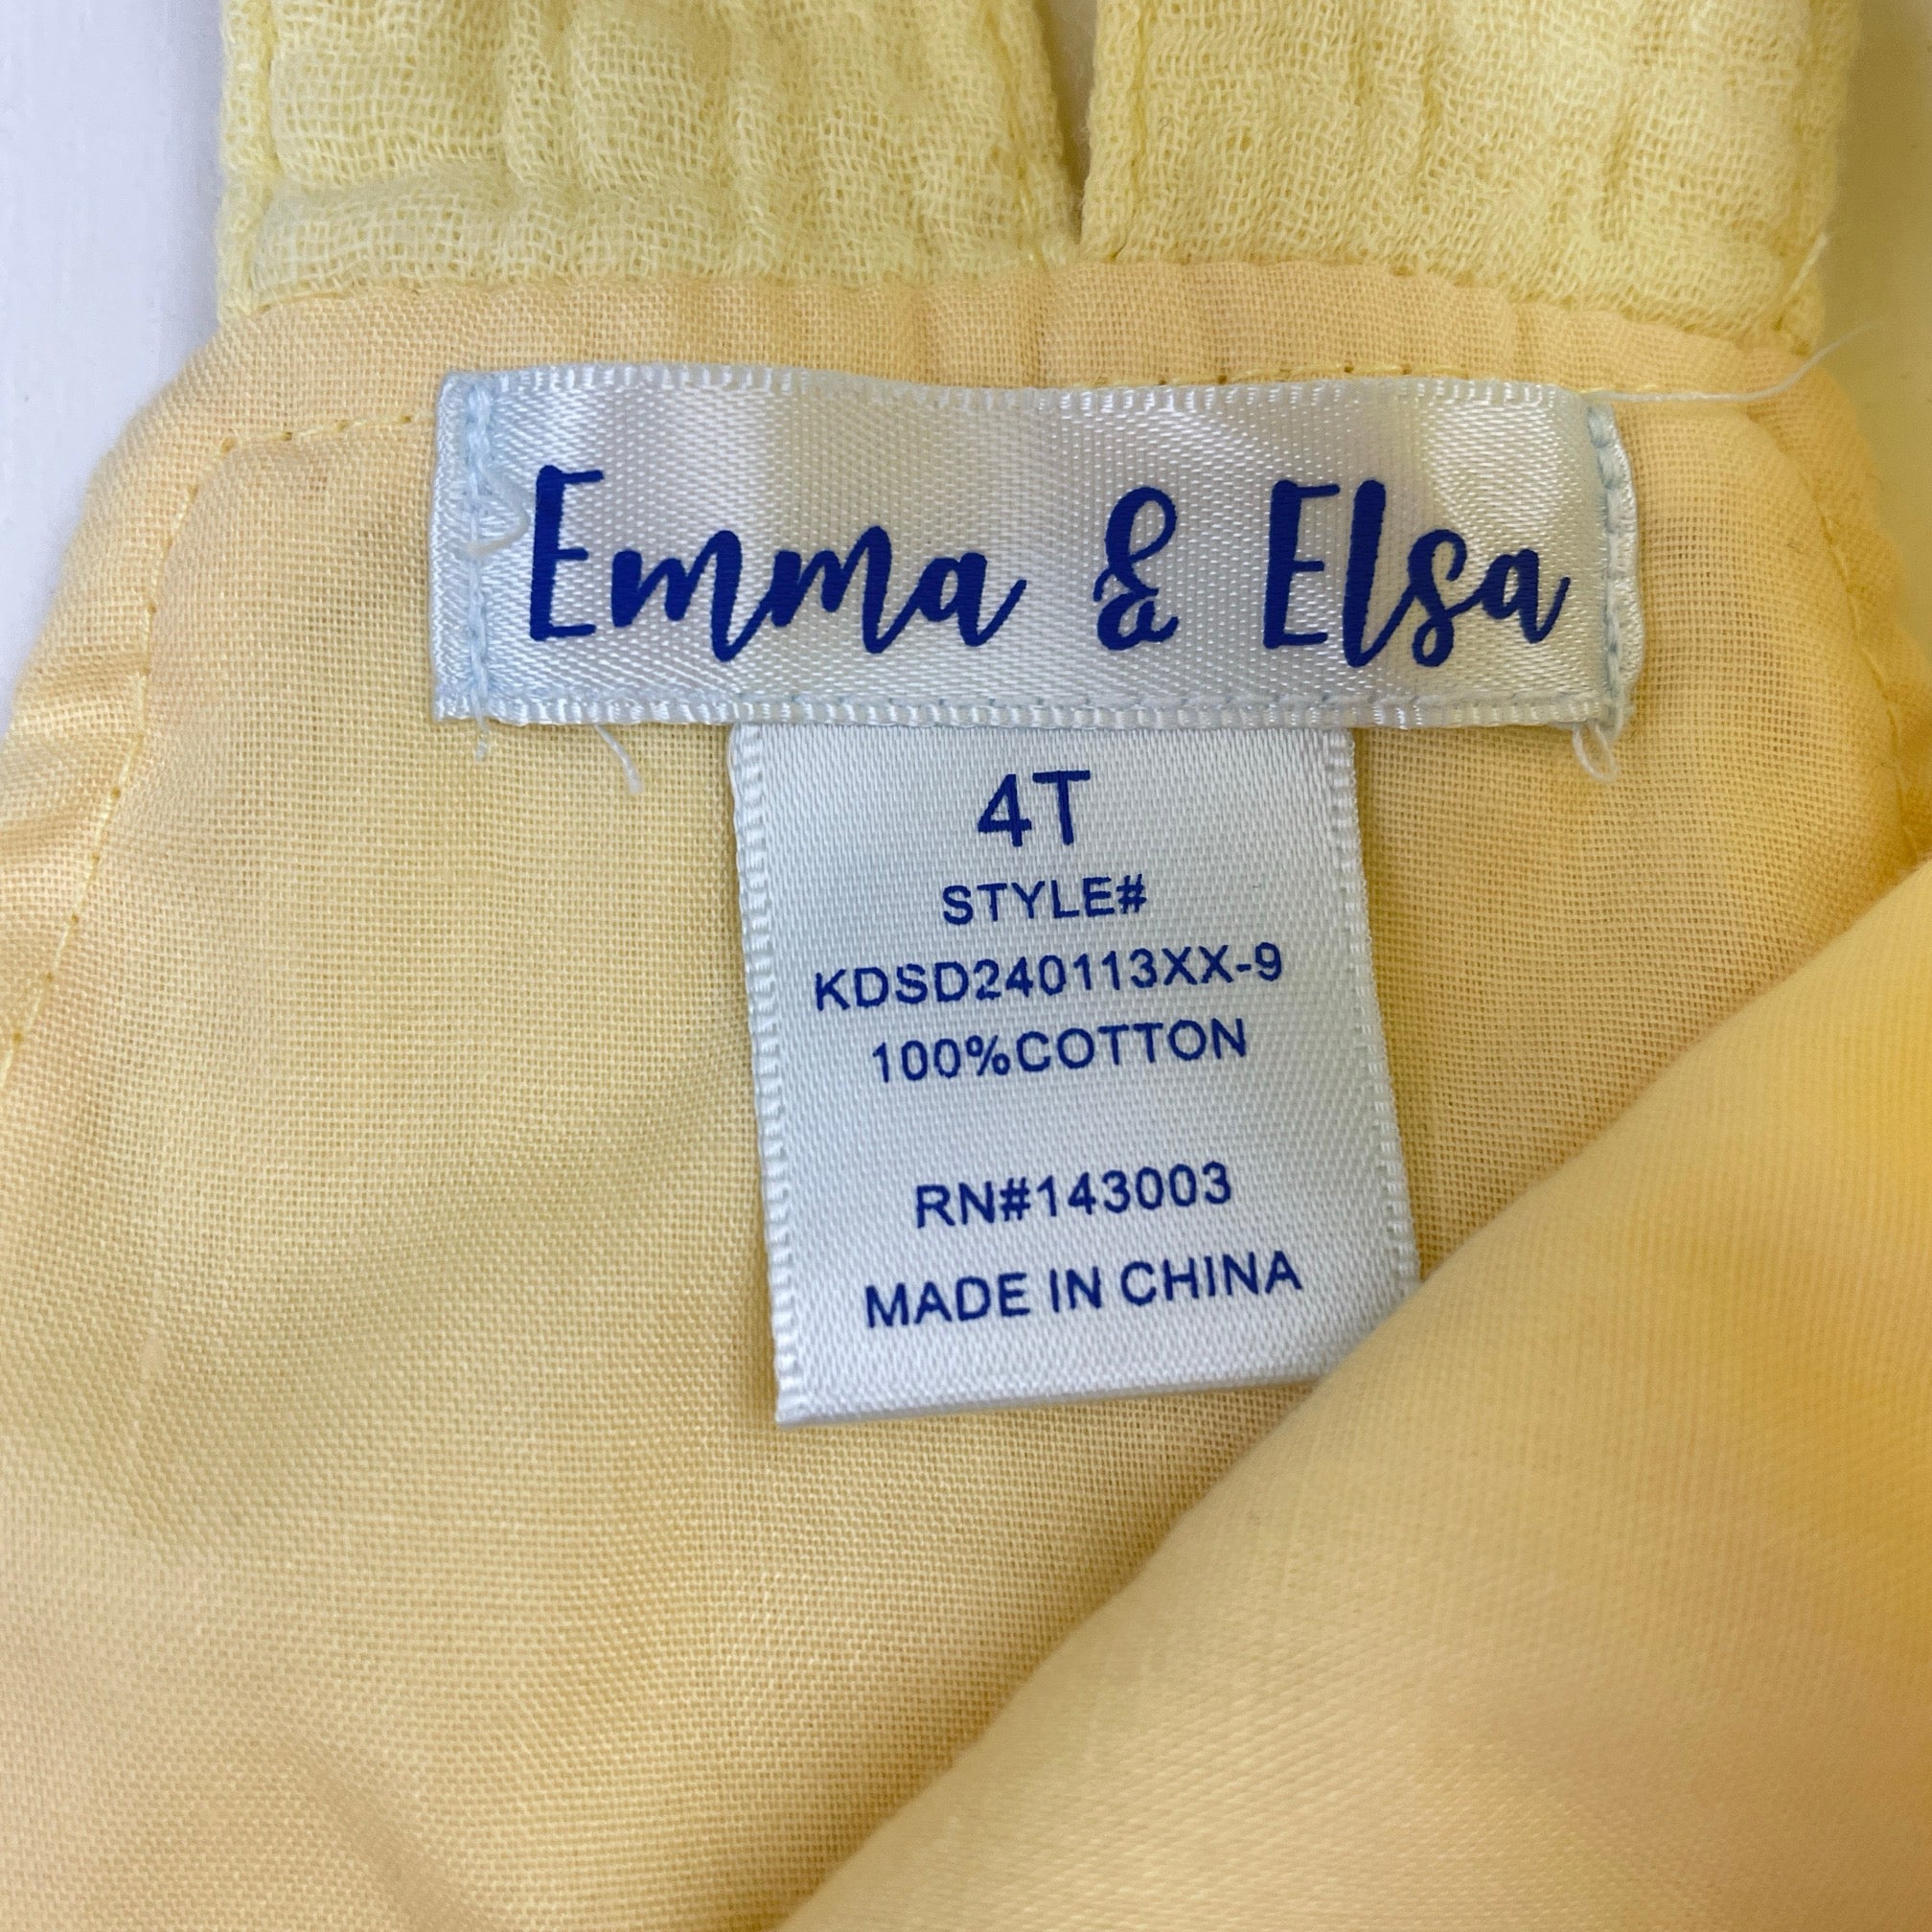 Emma & Elsa
4T
STYLE#
KDSD240113XX-9
100%COTTON
RN#143003
MADE IN CHINA